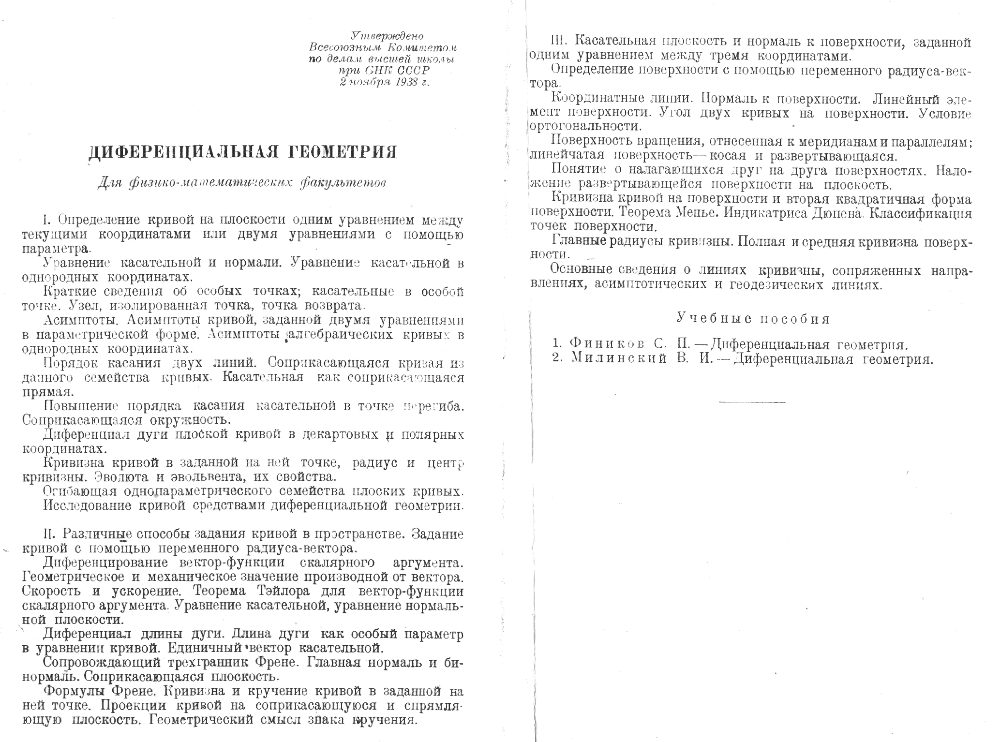 Утверждено
Всесоюзным Комитетом
по делам высшей школы
при СНК СССР
2 ноября 1938 г.
ДИФЕРЕНЦИАЛЬНАЯ ГЕОМЕТРИЯ
Для физико-математических факультетов
I. Определение кривой на плоскости одним уравнением между
текущими координатами или двумя уравнениями с помощью
параметра.
Уравнение касательной и нормали. Уравнение касательной в
однородных координатах.
Краткие сведения об особых точках; касательные в особой
точке. Узел, изолированная точка, точка возврата.
Асимптоты. Асимптоты кривой, заданной двумя уравнениями
в параметрической форме. Асимптоты алгебраических кривых в
однородных координатах.
Порядок касания двух линий. Соприкасающаяся кривая из
данного семейства кривых. Касательная как соприкасающаяся
прямая.
Повышение порядка касания касательной в точке перегиба.
Соприкасающаяся окружность.
Диференциал дуги плоской кривой в декартовых и полярных
координатах.
Кривизна кривой в заданной на ней точке, радиус и центр
кривизны. Эволюта и эвольвента, их свойства.
Огибающая однопараметрического семейства плоских кривых.
Исследование кривой средствами диференциальной геометрии.
II. Различные способы задания кривой в пространстве. Задание
кривой с помощью переменного радиуса-вектора.
Диференцирование вектор-функции скалярного аргумента.
Геометрическое и механическое значение производной от вектора.
Скорость и ускорение. Теорема Тэйлора для вектор-функции
скалярного аргумента. Уравнение касательной, уравнение нормаль-
ной плоскости.
Диференциал длины дуги. Длина дуги как особый параметр
в уравнении кривой. Единичный вектор касательной.
Сопровождающий трехгранник Френе. Главная нормаль и би-
нормаль. Соприкасающаяся плоскость.
Формулы Френе. Кривизна и кручение кривой в заданной на
ней точке. Проекции кривой на соприкасающуюся и спрямля-
ющую плоскость. Геометрический смысл знака кручения.
III. Касательная плоскость и нормаль к поверхности, заданной
одним уравнением между тремя координатами.
Определение поверхности с помощью переменного радиуса-век-
тора.
Координатные линии. Нормаль к поверхности. Линейный эле-
мент поверхности. Угол двух кривых на поверхности. Условие
ортогональности.
Поверхность вращения, отнесенная к меридианам и параллелям;
линейчатая поверхность — косая и развертывающаяся.
Понятие о налагающихся друг на друга поверхностях. Нало-
жение развертывающейся поверхности на плоскость.
Кривизна кривой на поверхности и вторая квадратичная форма
поверхности. Теорема Менье. Индикатриса Дюпена. Классификация
точек поверхности.
Главные радиусы кривизны. Полная и средняя кривизна поверх-
ности.
Основные сведения о линиях кривизны, сопряженных напра-
влениях, асимптотических и геодезических линиях.
Учебные пособия
1. Фиников С. П. — Диференциальная геометрия.
2. Милинский В. И. — Диференциальная геометрия.